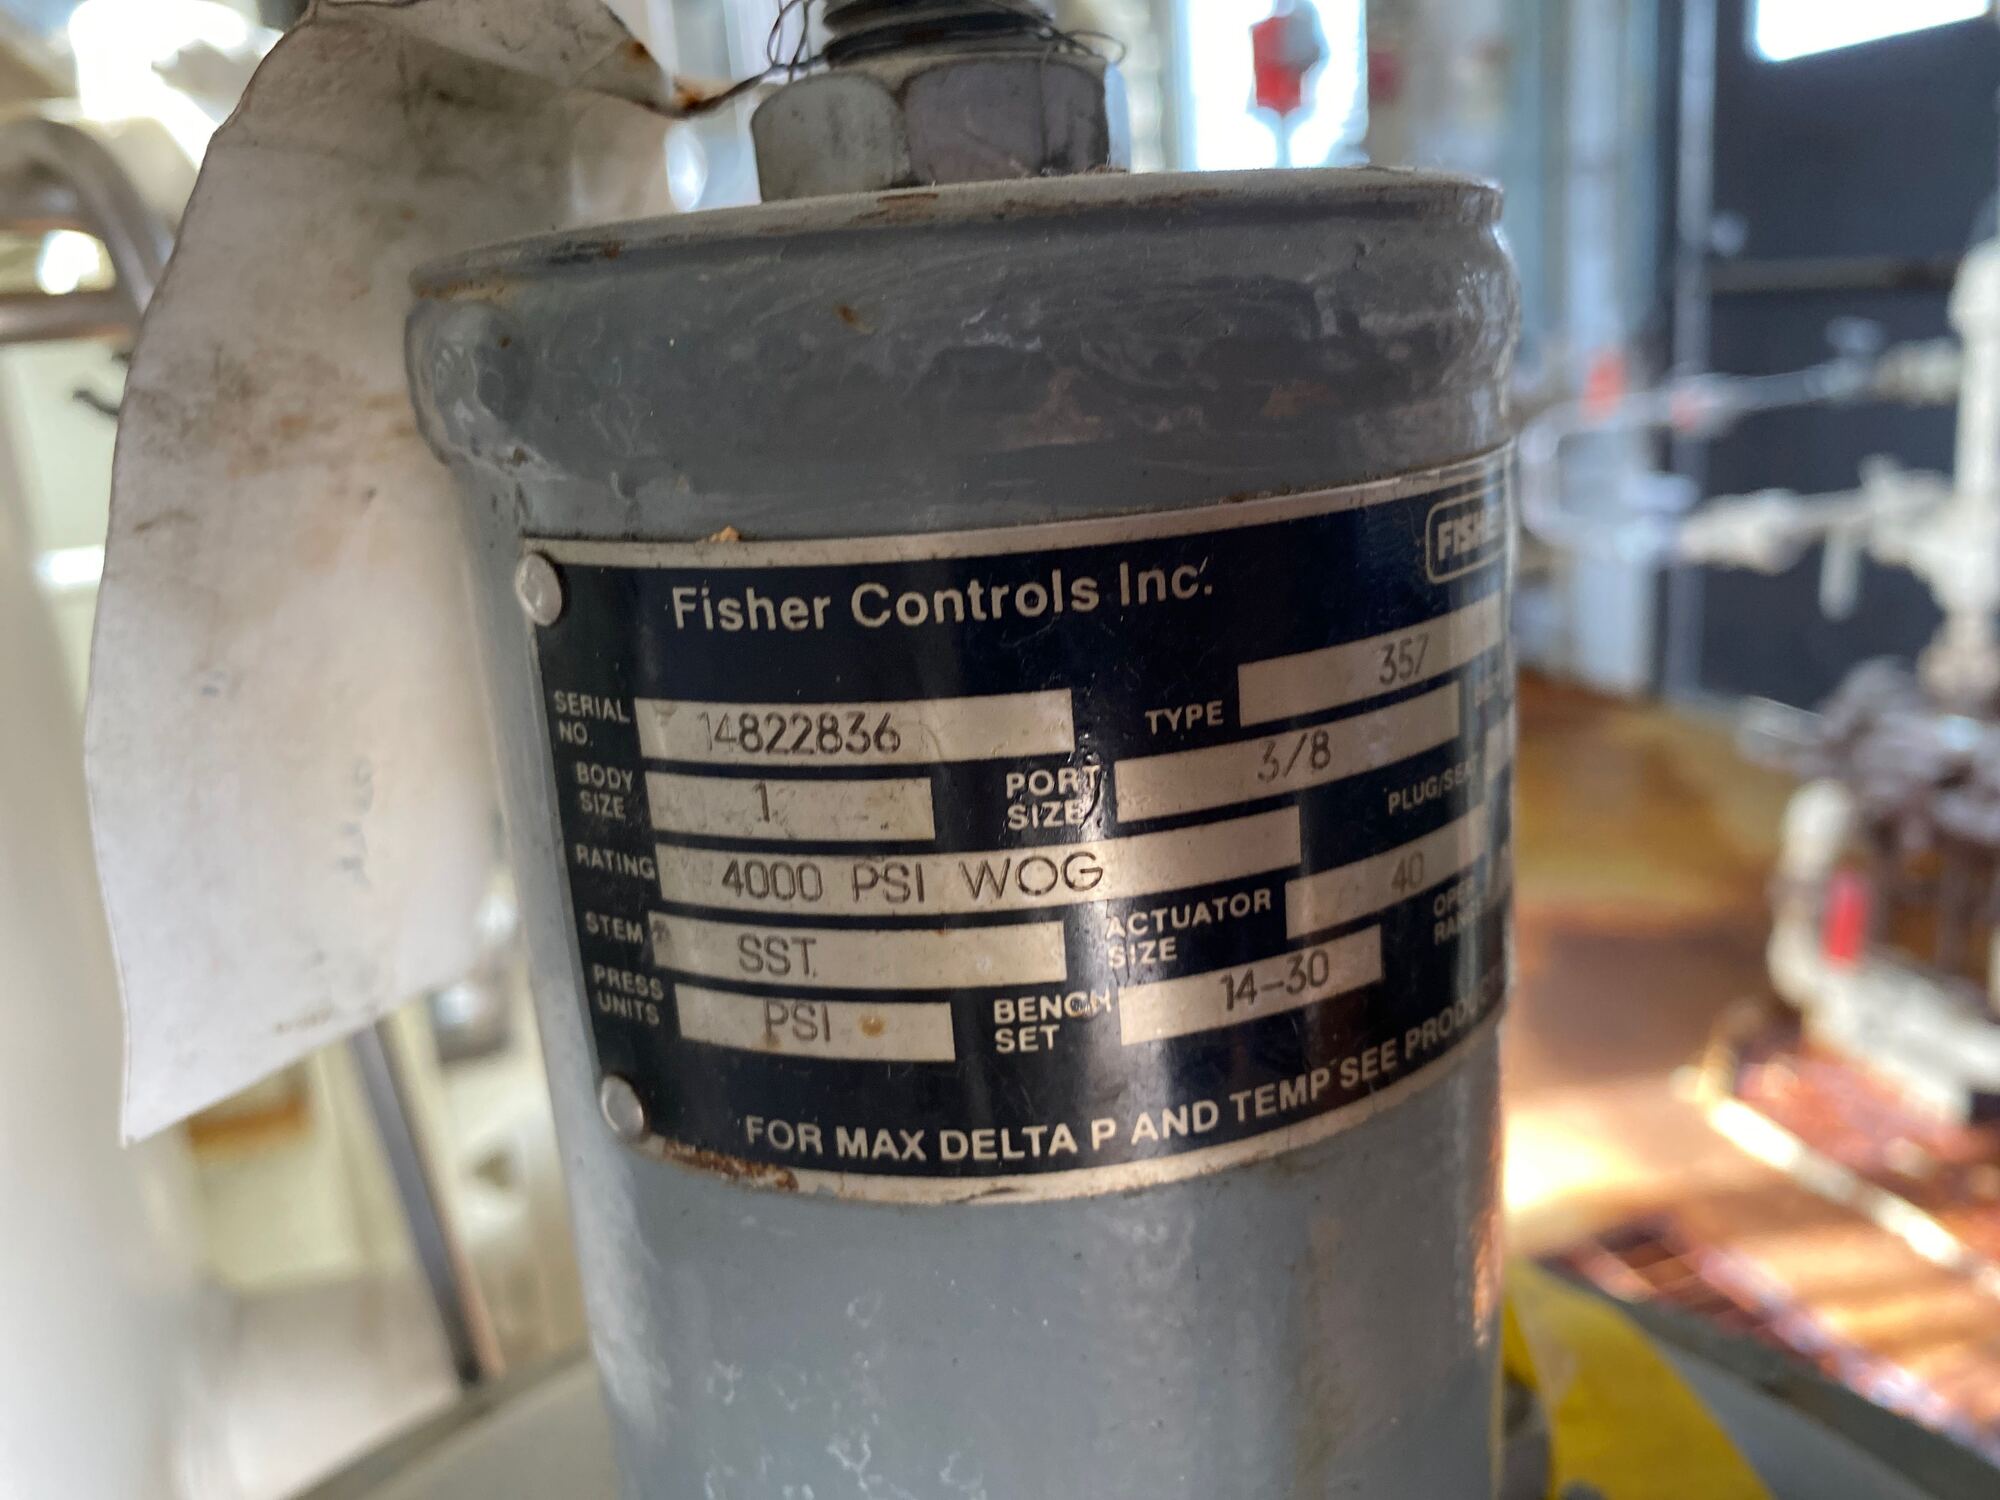 FISHE
Fisher Controls Inc.
SERIAL NO. 14822836 TYPE 357
BODY SIZE 1 PORT SIZE 3/8
RATING 4000 PSI WOG PLUG/SEAT
STEM SST ACTUATOR SIZE 40
PRESS UNITS PSI BENCH SET 14-30
FOR MAX DELTA P AND TEMP SEE PRODUC